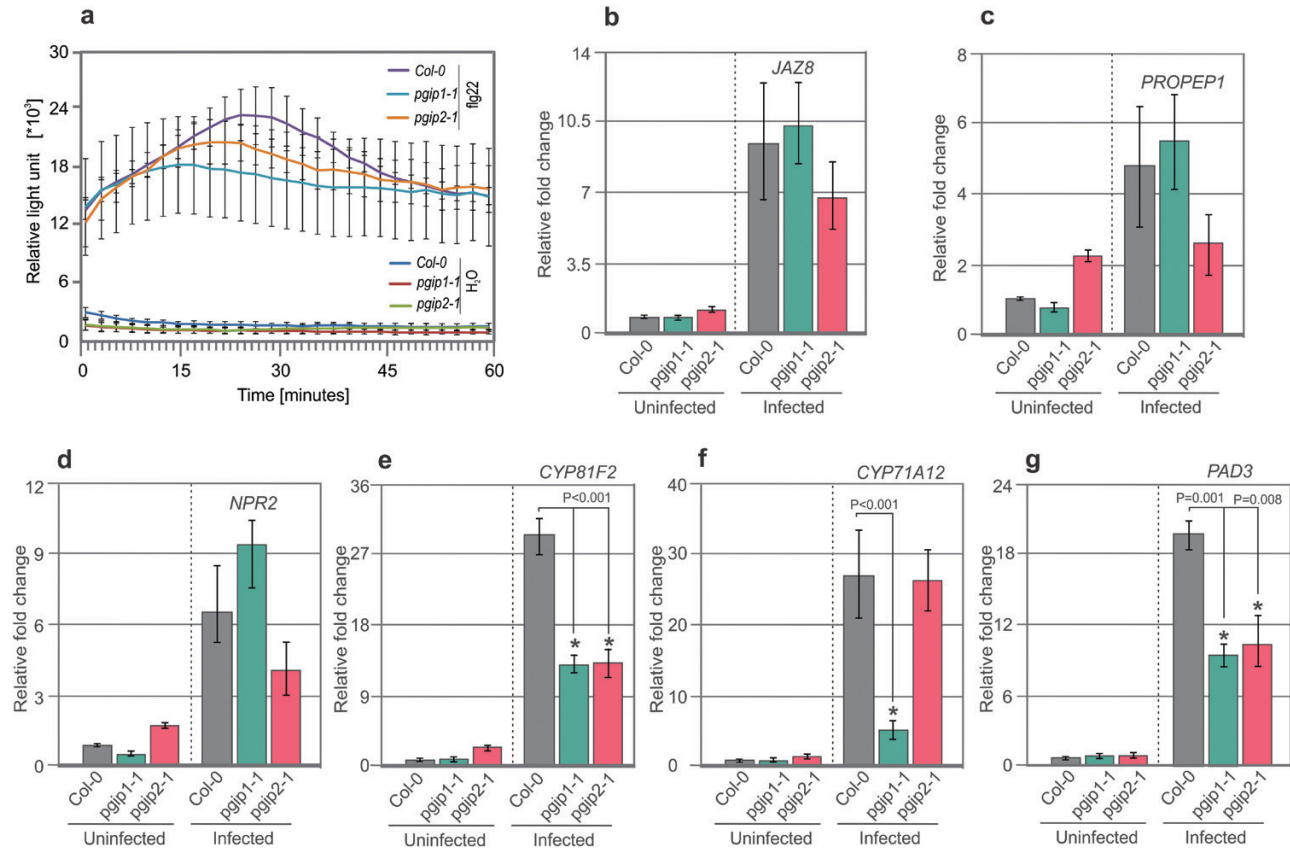 a
30
24
18
12
6
0
Relative light unit [*10³]
Col-0
pgip1-1
pgip2-1
flg22
Col-0
pgip1-1
pgip2-1
H₂O
0 15 30 45 60
Time [minutes]
b
14
10.5
7
3.5
0
Relative fold change
JAZ8
Col-0 pgip1-1 pgip2-1 Col-0 pgip1-1 pgip2-1
Uninfected Infected
c
8
6
4
2
0
Relative fold change
PROPEP1
Col-0 pgip1-1 pgip2-1 Col-0 pgip1-1 pgip2-1
Uninfected Infected
d
12
9
6
3
0
Relative fold change
NPR2
Col-0 pgip1-1 pgip2-1 Col-0 pgip1-1 pgip2-1
Uninfected Infected
e
36
27
18
9
0
Relative fold change
CYP81F2
P<0.001
* *
Col-0 pgip1-1 pgip2-1 Col-0 pgip1-1 pgip2-1
Uninfected Infected
f
40
30
20
10
0
Relative fold change
CYP71A12
P<0.001
*
Col-0 pgip1-1 pgip2-1 Col-0 pgip1-1 pgip2-1
Uninfected Infected
g
24
18
12
6
0
Relative fold change
PAD3
P=0.001 P=0.008
* *
Col-0 pgip1-1 pgip2-1 Col-0 pgip1-1 pgip2-1
Uninfected Infected